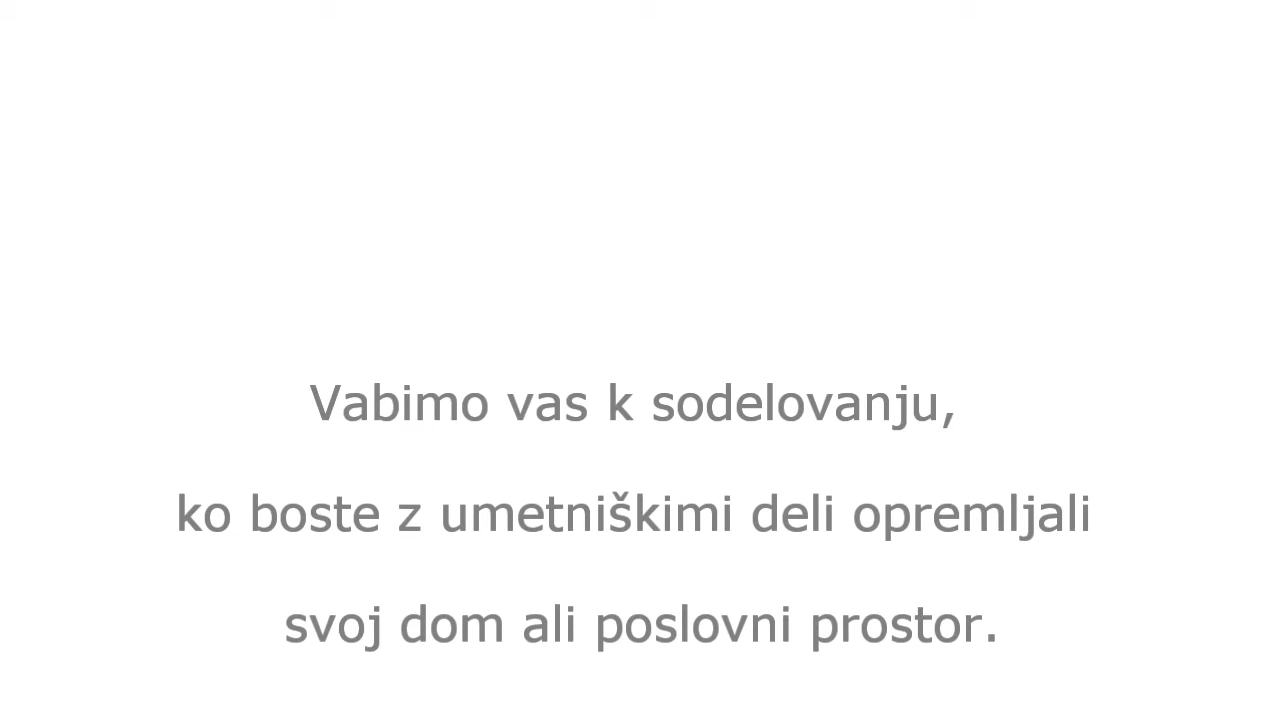 Vabimo vas k sodelovanju,
ko boste z umetniškimi deli opremljali
svoj dom ali poslovni prostor.